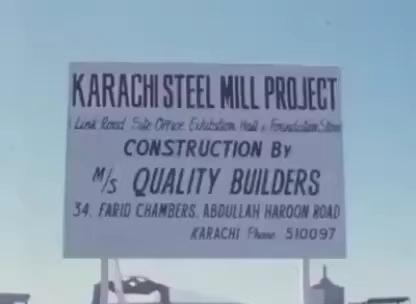 KARACHI STEEL MILL PROJECT
Link Road, Site Office, Exhibition Hall & Foundation Stone
CONSTRUCTION By
M/s QUALITY BUILDERS
34, FARID CHAMBERS, ABDULLAH HAROON ROAD
KARACHI Phone 510097